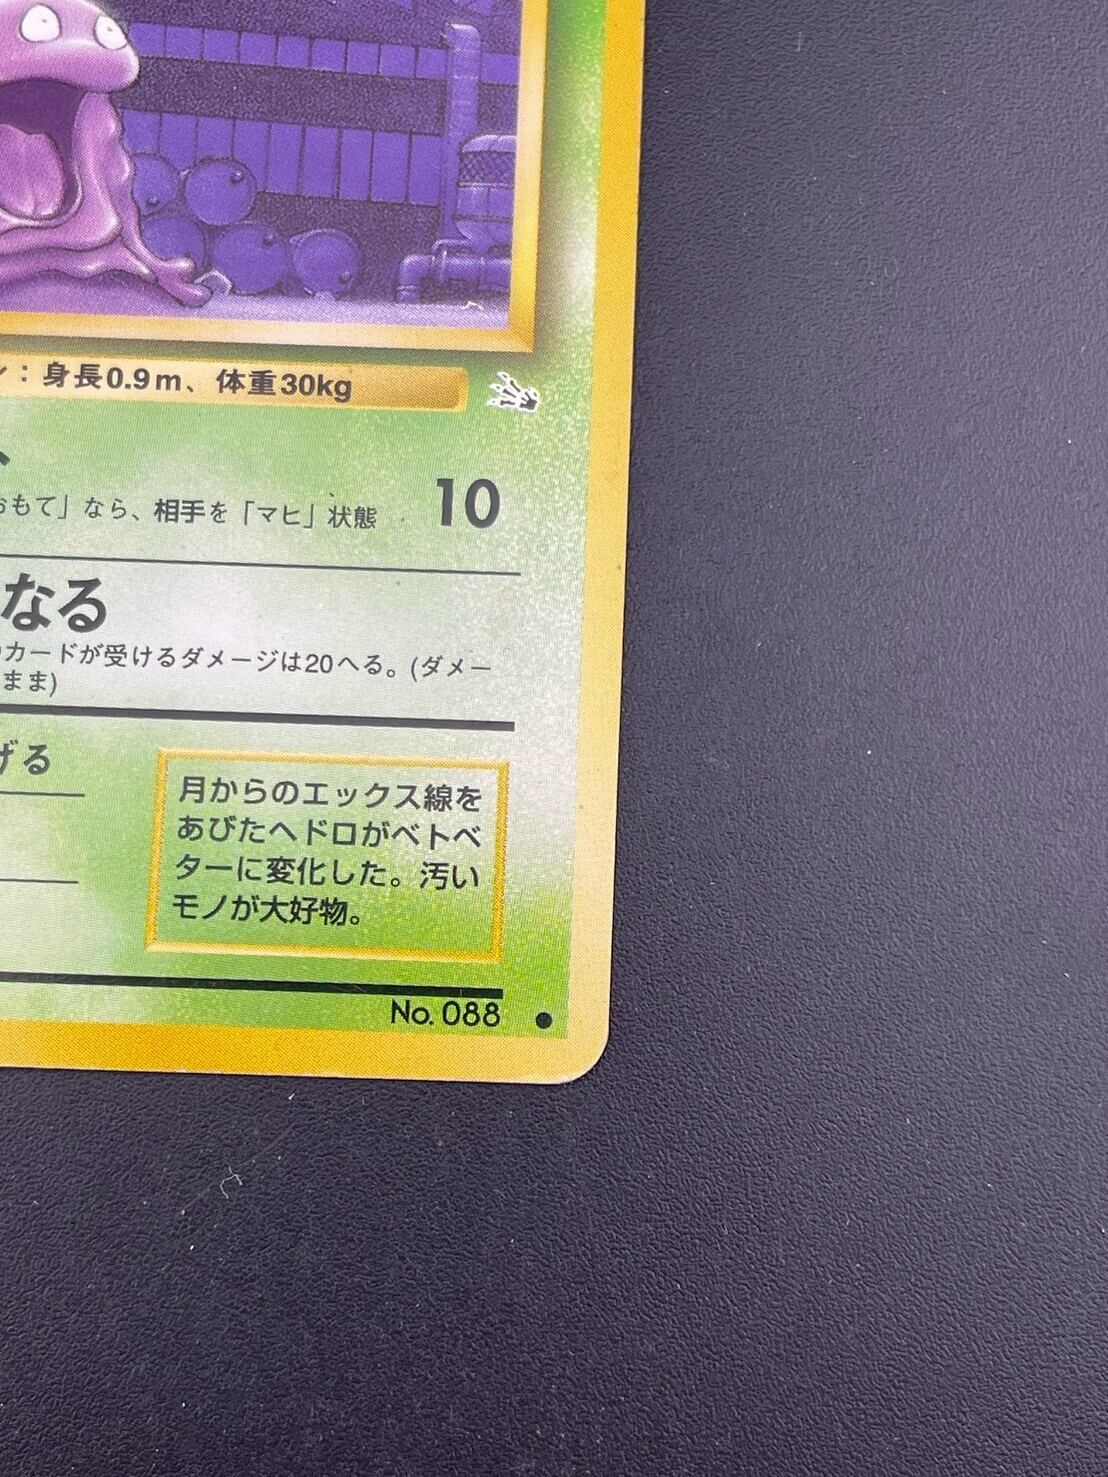 ：身長0.9m、体重30kg
おもて」なら、相手を「マヒ」状態
10
なる
カードが受けるダメージは20へる。(ダメー
まま)
げる
月からのエックス線を
あびたヘドロがベトベ
ターに変化した。汚い
モノが大好物。
No. 088 ●